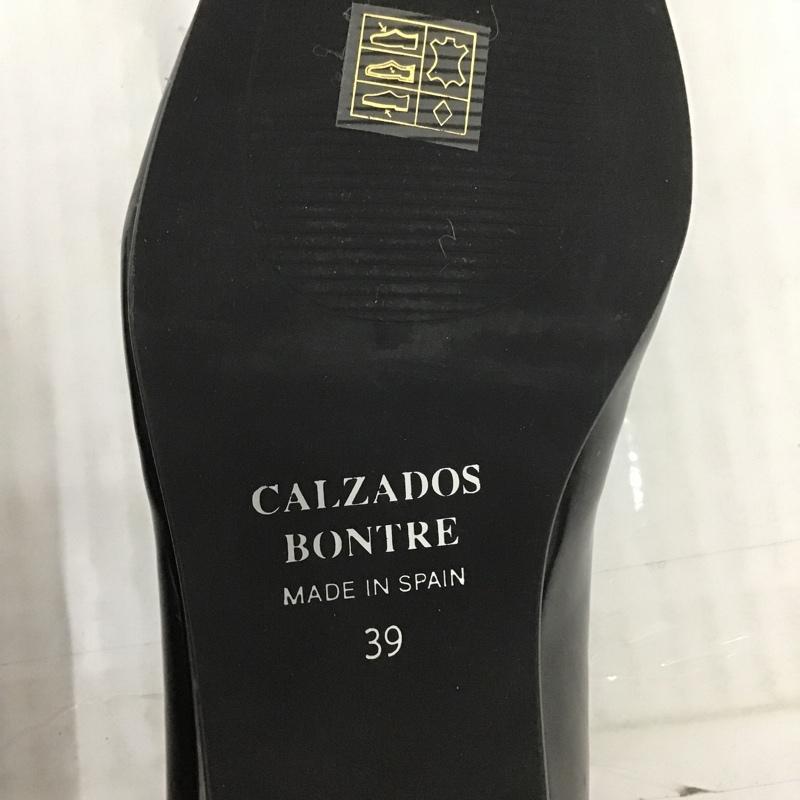 CALZADOS
BONTRE
MADE IN SPAIN
39